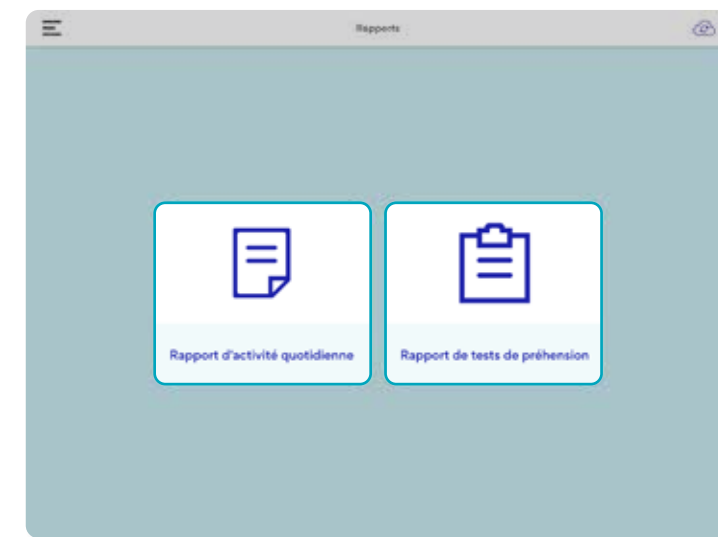 Rapports
Rapport d'activité quotidienne
Rapport de tests de préhension